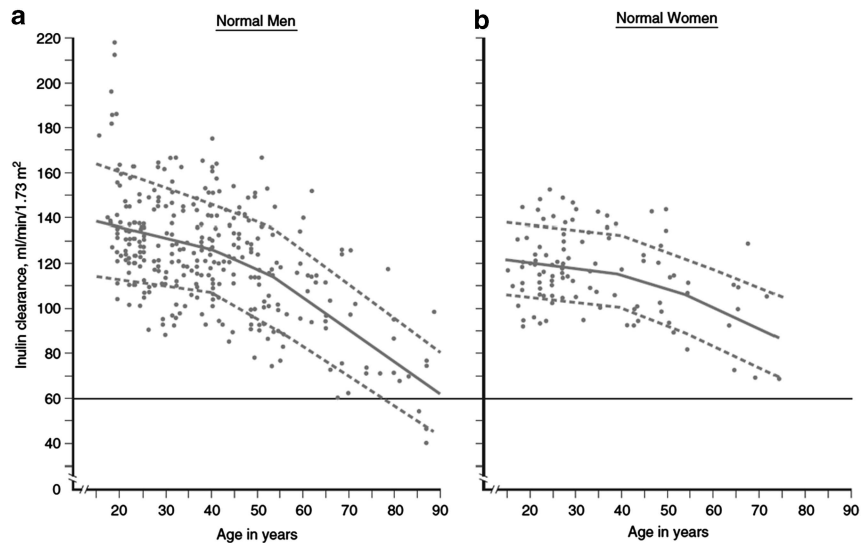 a
Normal Men
b
Normal Women
Inulin clearance, ml/min/1.73 m²
220
200
180
160
140
120
100
80
60
40
0
20 30 40 50 60 70 80 90
Age in years
20 30 40 50 60 70 80 90
Age in years